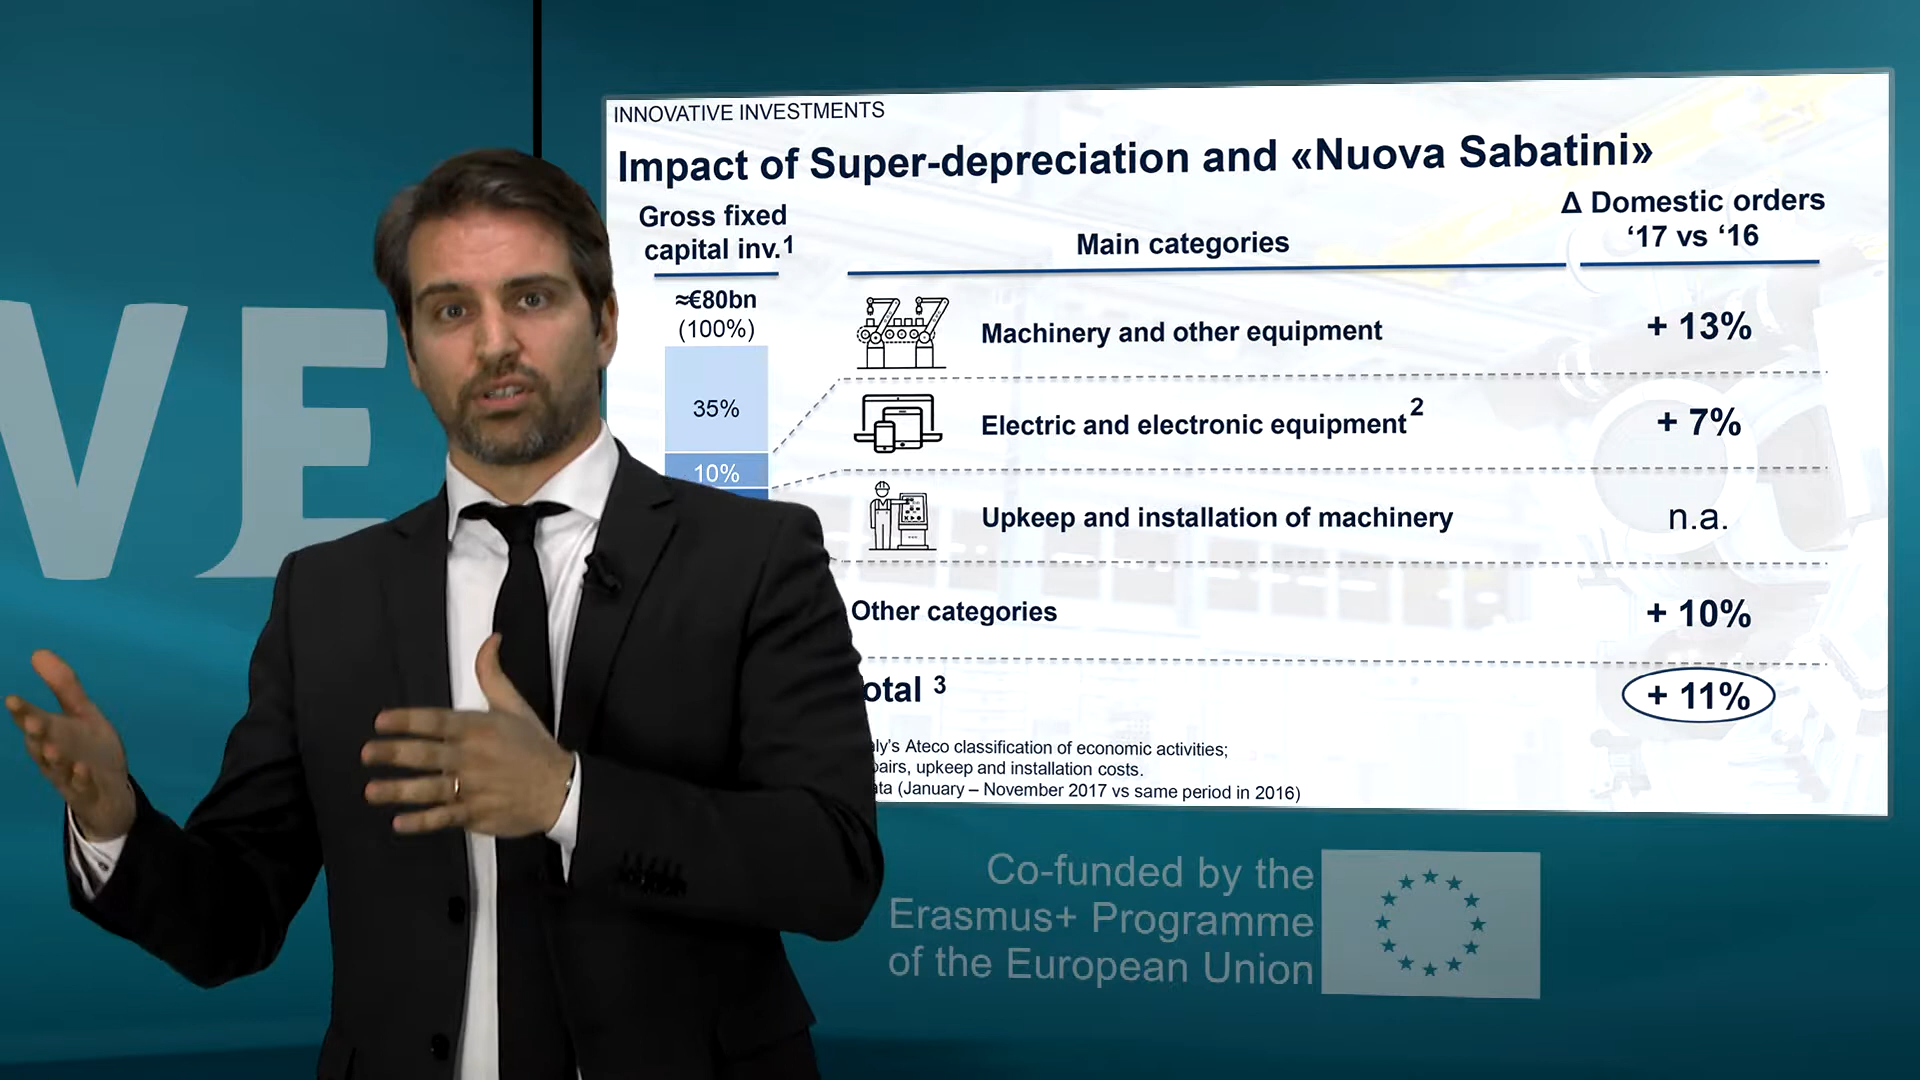 VE
INNOVATIVE INVESTMENTS
Impact of Super-depreciation and «Nuova Sabatini»
Gross fixed
capital inv.1
Main categories
Δ Domestic orders
‘17 vs ‘16
≈€80bn
(100%)
35%
10%
Machinery and other equipment
+ 13%
Electric and electronic equipment2
+ 7%
Upkeep and installation of machinery
n.a.
Other categories
+ 10%
otal 3
+ 11%
aly’s Ateco classification of economic activities;
pairs, upkeep and installation costs.
ata (January – November 2017 vs same period in 2016)
Co-funded by the
Erasmus+ Programme
of the European Union